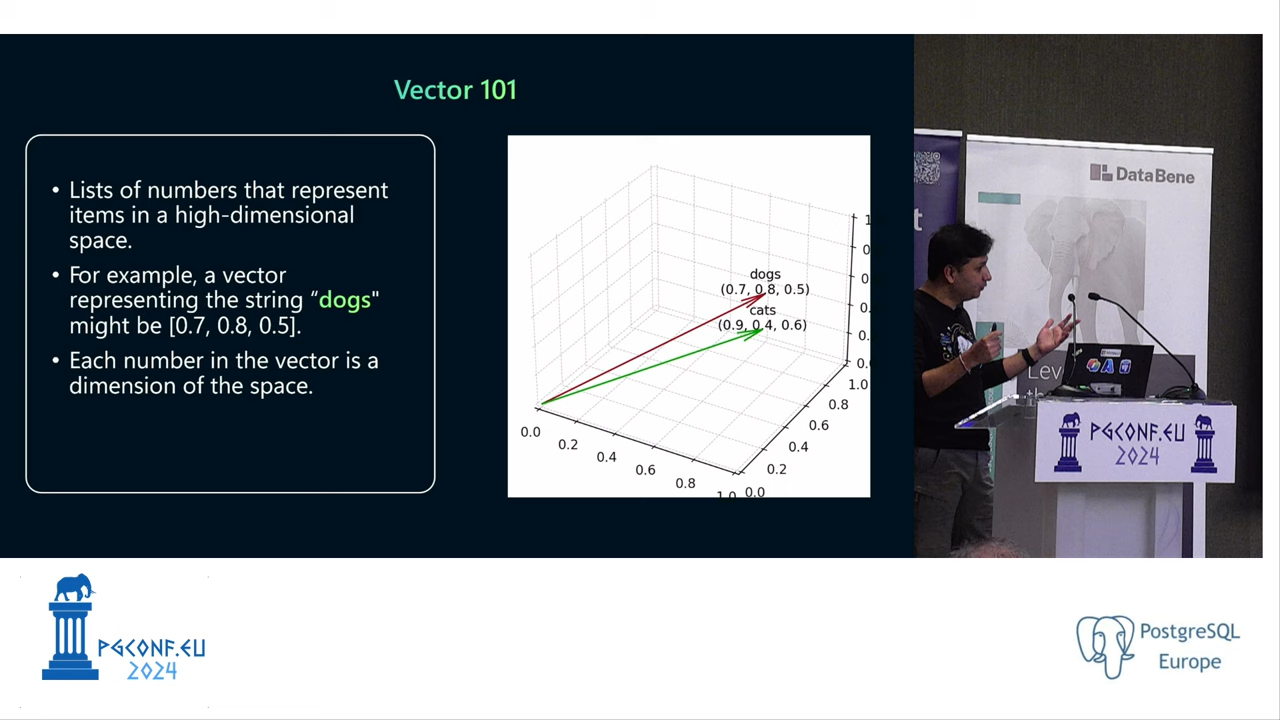 Vector 101
• Lists of numbers that represent
items in a high-dimensional
space.
• For example, a vector
representing the string “dogs"
might be [0.7, 0.8, 0.5].
• Each number in the vector is a
dimension of the space.
dogs
(0.7, 0.8, 0.5)
cats
(0.9, 0.4, 0.6)
0.0
0.2
0.4
0.6
0.8
1.0
0.0
0.2
0.4
0.6
0.8
1.0
DataBene
Lev
PGCONF.EU
2024
PGCONF.EU
2024
PostgreSQL
Europe